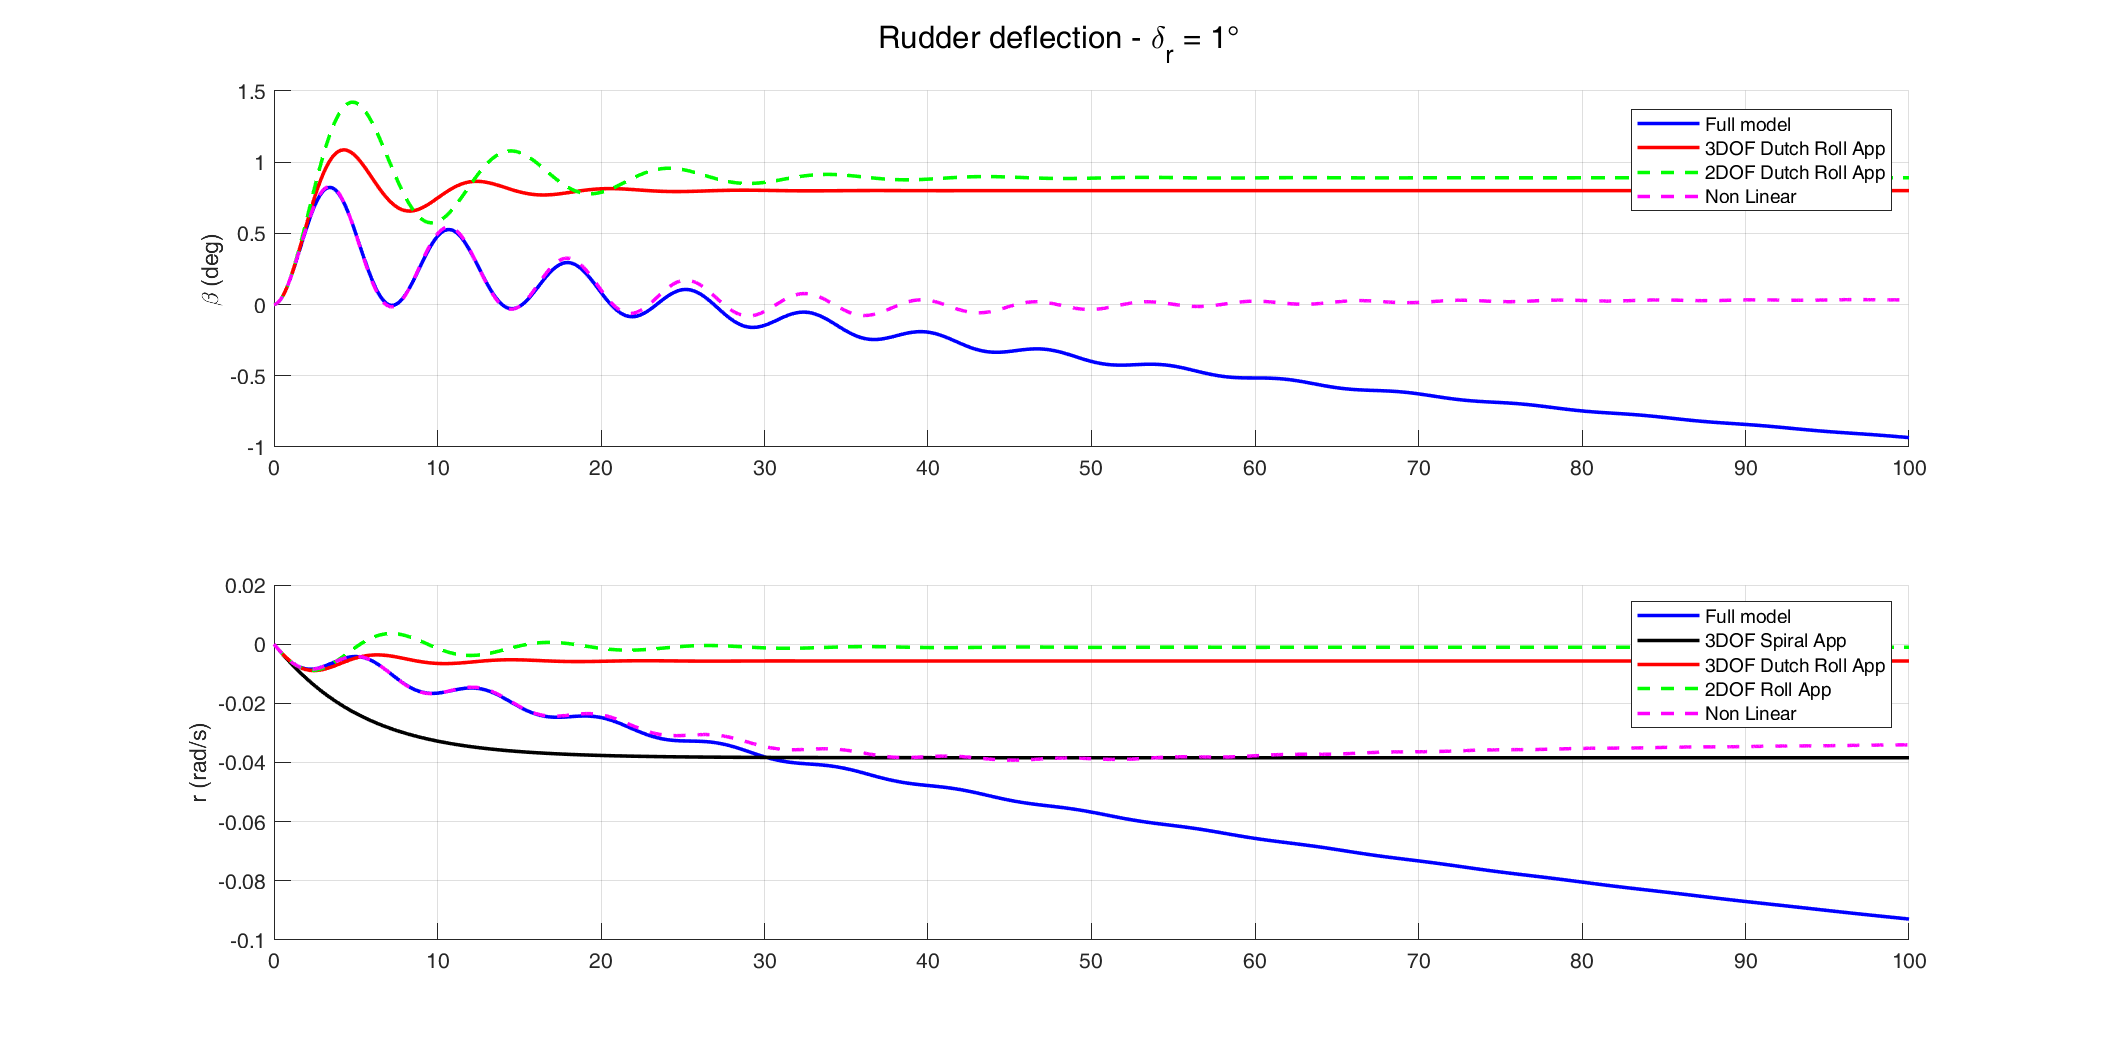 Rudder deflection - δr = 1°
1.5
1
0.5
0
-0.5
-1
β (deg)
0 10 20 30 40 50 60 70 80 90 100
Full model
3DOF Dutch Roll App
2DOF Dutch Roll App
Non Linear
0.02
0
-0.02
-0.04
-0.06
-0.08
-0.1
r (rad/s)
0 10 20 30 40 50 60 70 80 90 100
Full model
3DOF Spiral App
3DOF Dutch Roll App
2DOF Roll App
Non Linear